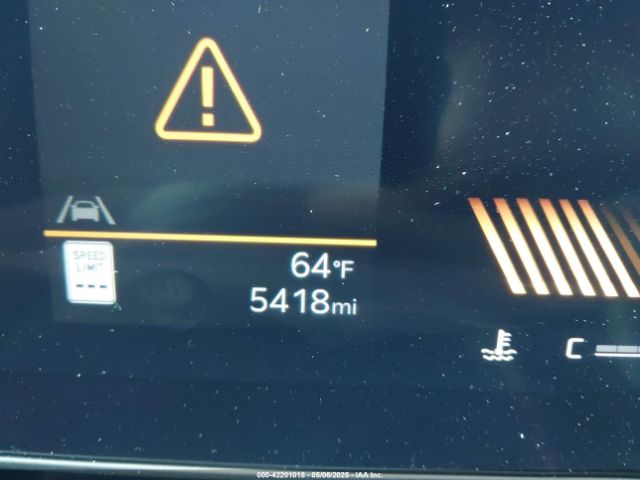 SPEED
LIMIT
---
64°F
5418mi
C
000-42201018 - 05/06/2025 - IAA Inc.